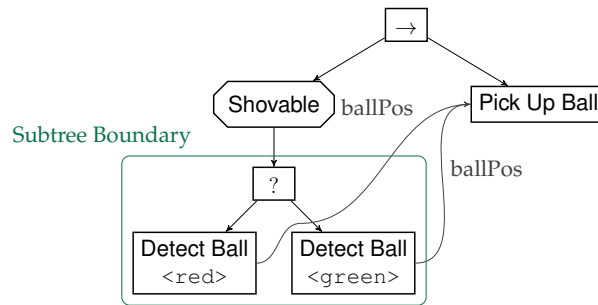 →
Shovable
ballPos
Pick Up Ball
Subtree Boundary
?
ballPos
Detect Ball
<red>
Detect Ball
<green>